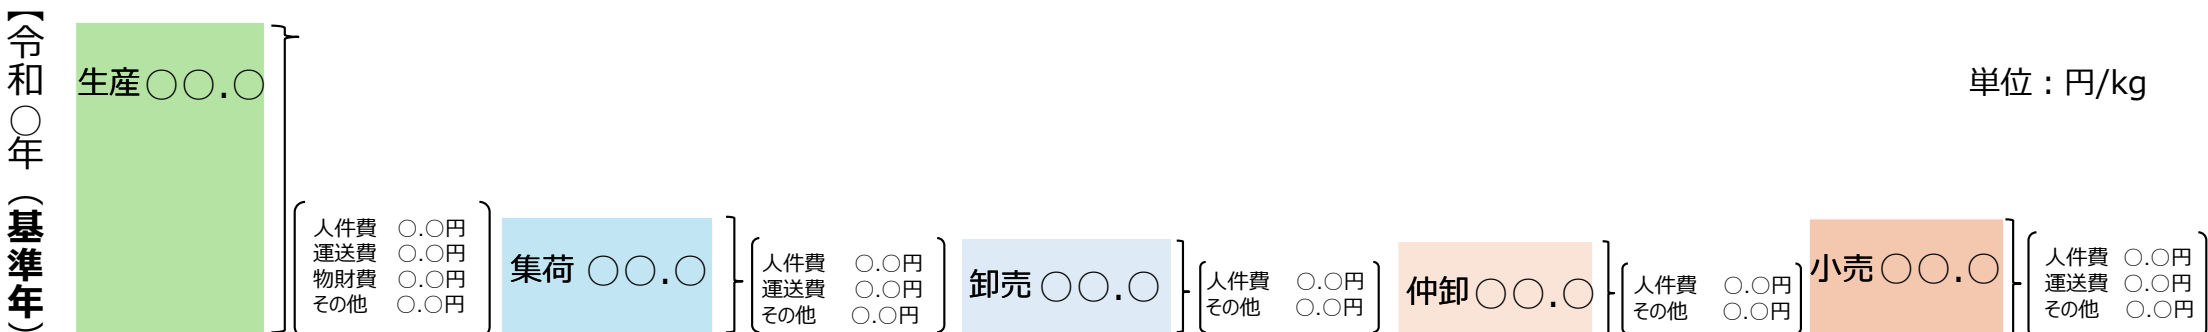 【令和○年（基準年）
生産○○.○
単位：円/kg
人件費 ○.○円
運送費 ○.○円
物財費 ○.○円
その他 ○.○円
集荷 ○○.○
人件費 ○.○円
運送費 ○.○円
その他 ○.○円
卸売○○.○
人件費 ○.○円
その他 ○.○円
仲卸○○.○
人件費 ○.○円
その他 ○.○円
小売○○.○
人件費 ○.○円
運送費 ○.○円
その他 ○.○円